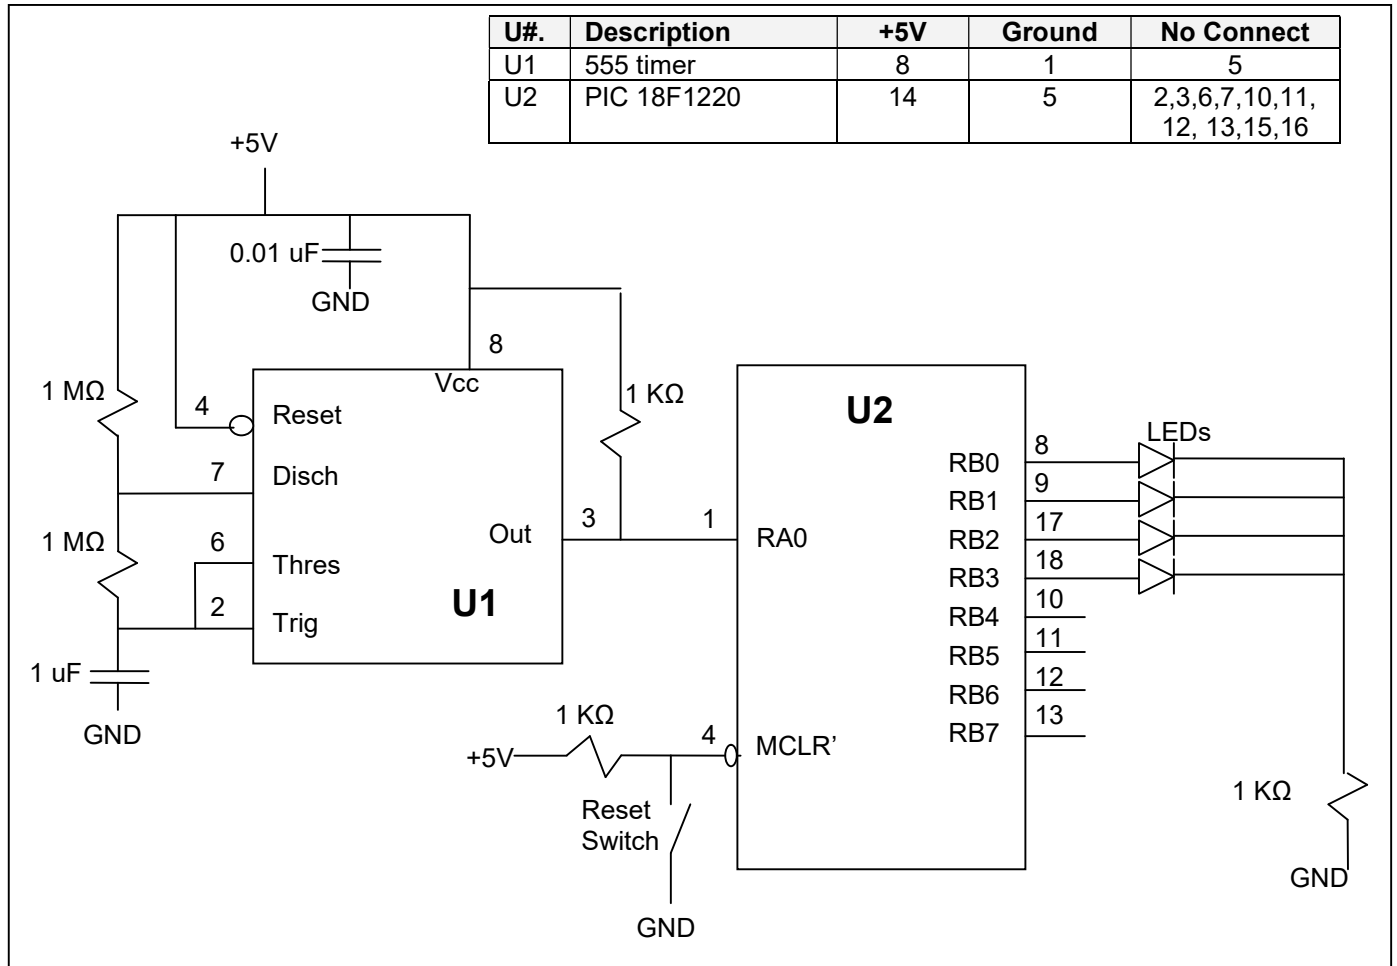 U#. Description +5V Ground No Connect
U1 555 timer 8 1 5
U2 PIC 18F1220 14 5 2,3,6,7,10,11,
12, 13,15,16
+5V
0.01 uF
GND
8
Vcc
1 MΩ
4
Reset
1 KΩ
U2
7
Disch
1 MΩ
6
Thres
2
Trig
U1
Out
3
1
RA0
LEDs
RB0
8
RB1
9
RB2
17
RB3
18
RB4
10
RB5
11
RB6
12
RB7
13
1 uF
GND
1 KΩ
+5V
4
MCLR’
Reset
Switch
GND
1 KΩ
GND